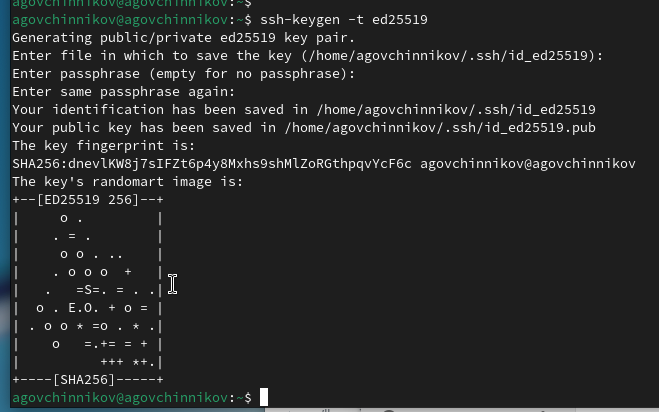 agovchinnikov@agovchinnikov:~$
agovchinnikov@agovchinnikov:~$ ssh-keygen -t ed25519
Generating public/private ed25519 key pair.
Enter file in which to save the key (/home/agovchinnikov/.ssh/id_ed25519):
Enter passphrase (empty for no passphrase):
Enter same passphrase again:
Your identification has been saved in /home/agovchinnikov/.ssh/id_ed25519
Your public key has been saved in /home/agovchinnikov/.ssh/id_ed25519.pub
The key fingerprint is:
SHA256:dnevlKW8j7sIFZt6p4y8Mxhs9shMlZoRGthpqvYcF6c agovchinnikov@agovchinnikov
The key's randomart image is:
+--[ED25519 256]--+
|     o .         |
|    . = .        |
|     o o . ..    |
|    . o o o  +   |
|   .   =S=. = . .|
|  o . E.O. + o = |
| . o o * =o . * .|
|    o   =.+= = + |
|         +++ **.|
+----[SHA256]-----+
agovchinnikov@agovchinnikov:~$